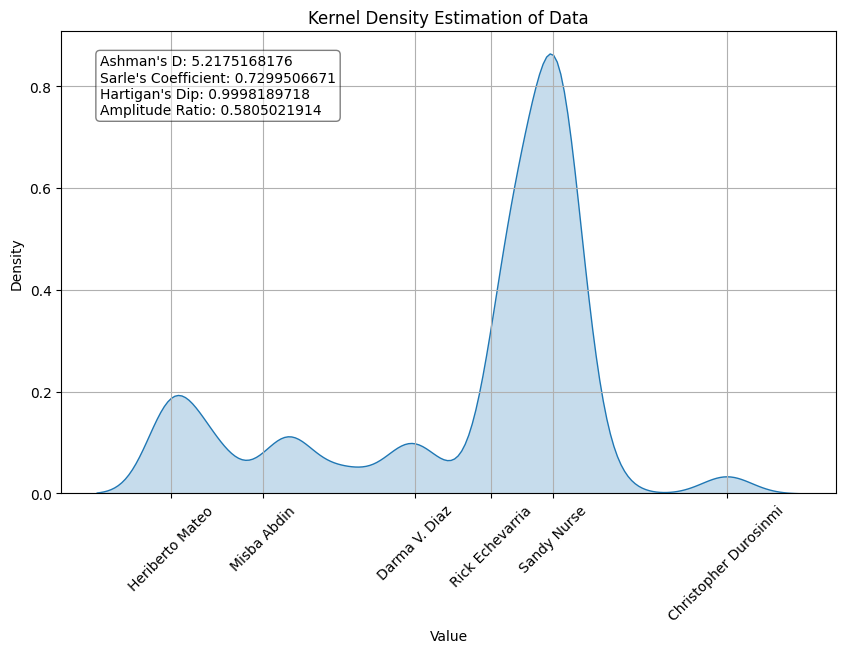 Kernel Density Estimation of Data
Ashman's D: 5.2175168176
Sarle's Coefficient: 0.7299506671
Hartigan's Dip: 0.9998189718
Amplitude Ratio: 0.5805021914
Density
0.8
0.6
0.4
0.2
0.0
Heriberto Mateo
Misba Abdin
Darma V. Diaz
Rick Echevarria
Sandy Nurse
Christopher Durosinmi
Value